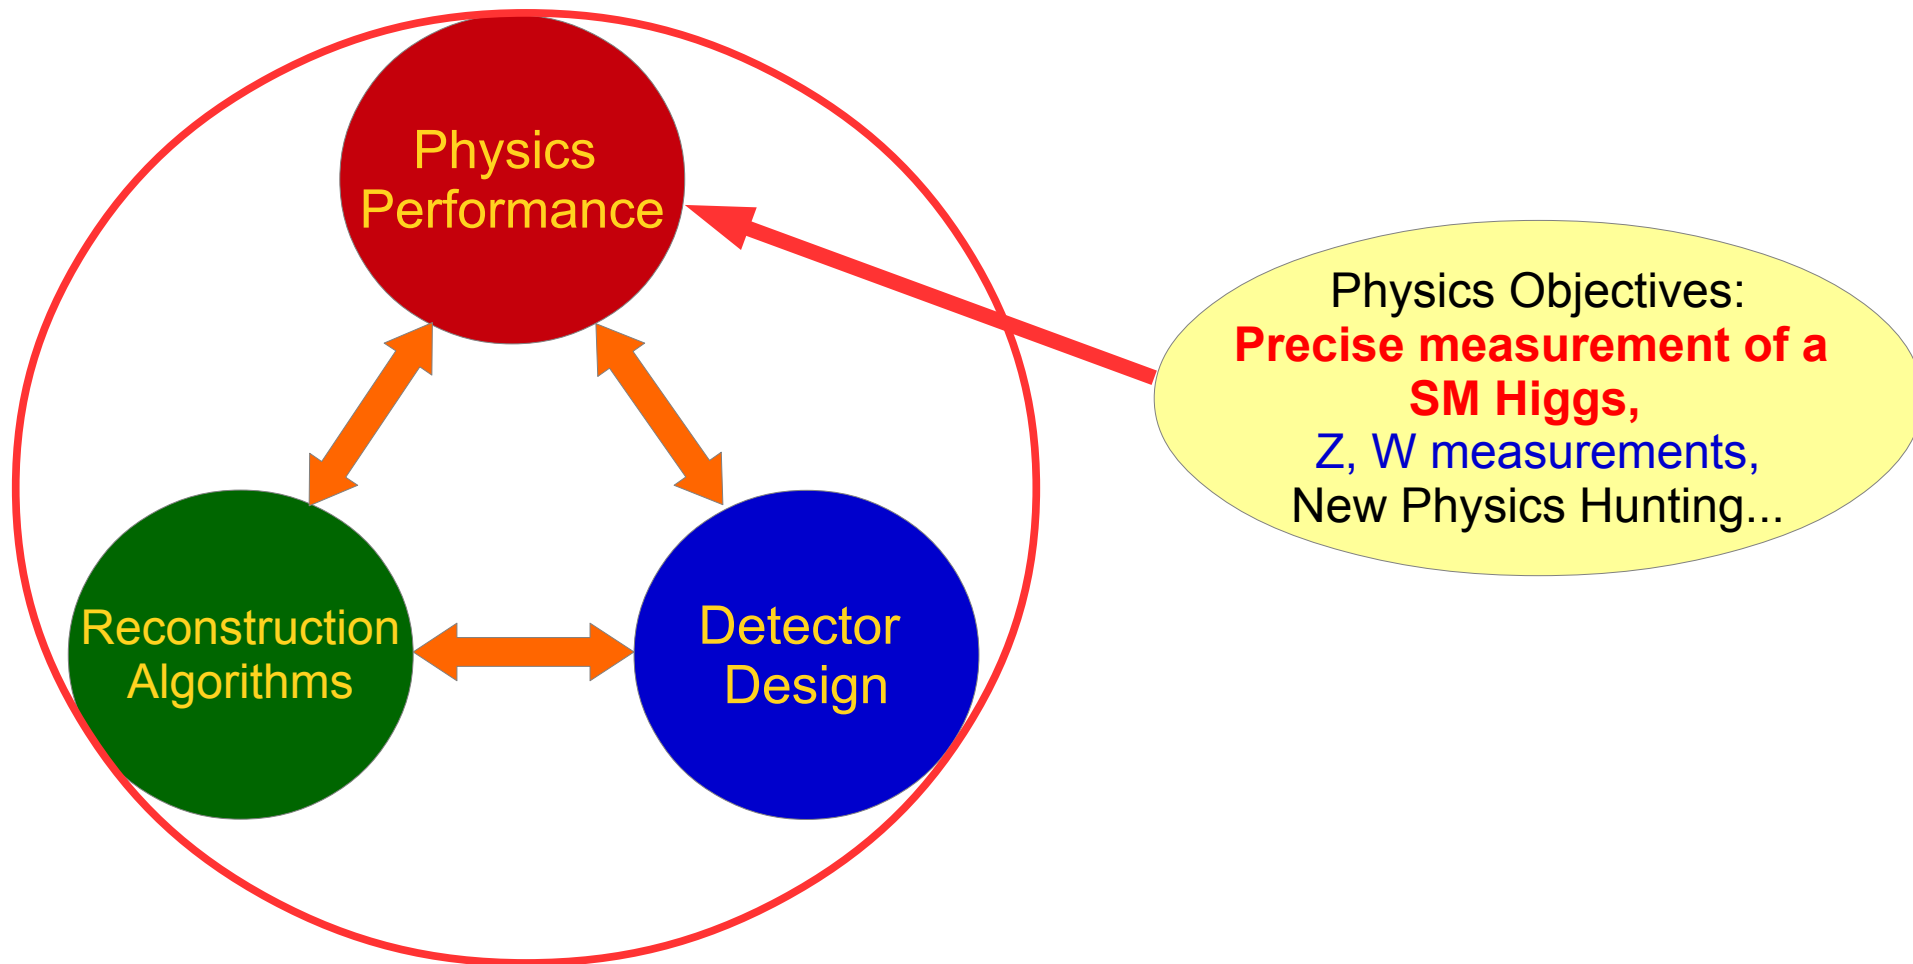 Physics
Performance
Reconstruction
Algorithms
Detector
Design
Physics Objectives:
Precise measurement of a
SM Higgs,
Z, W measurements,
New Physics Hunting...